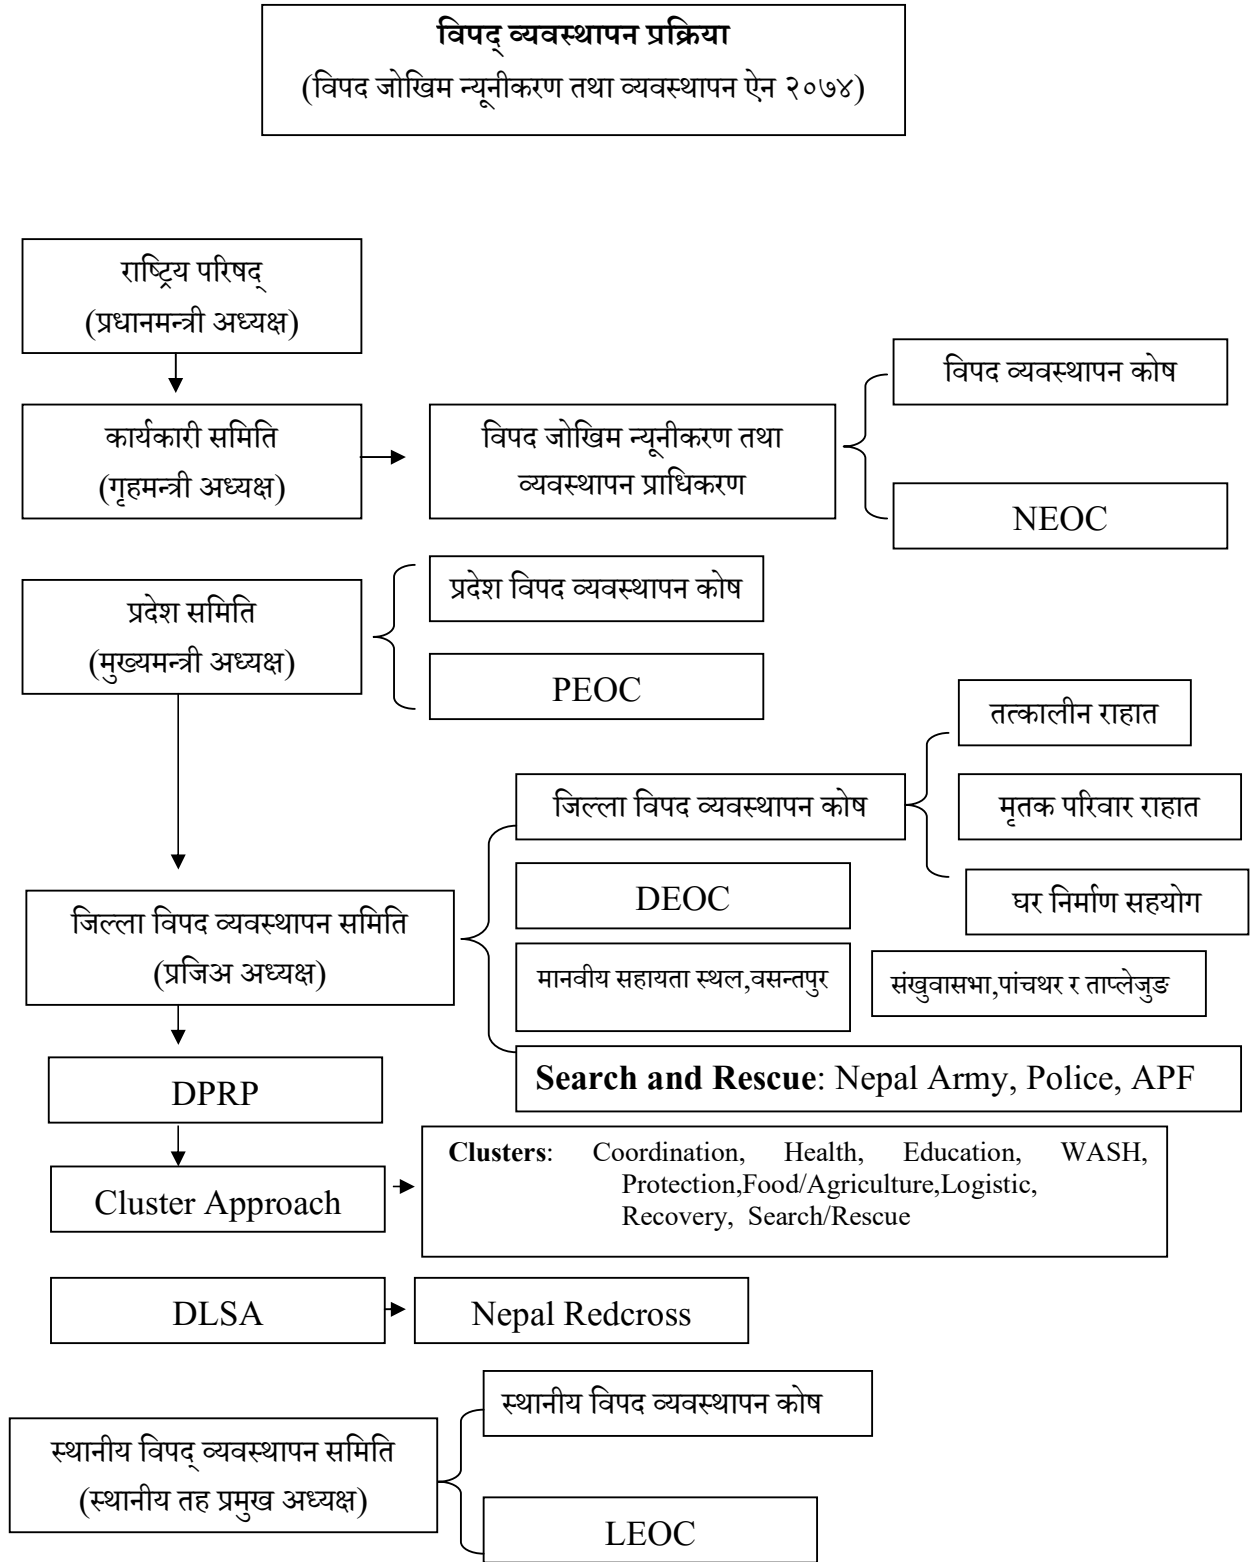 विपद् व्यवस्थापन प्रक्रिया
(विपद जोखिम न्यूनीकरण तथा व्यवस्थापन ऐन २०७४)
राष्ट्रिय परिषद्
(प्रधानमन्त्री अध्यक्ष)
कार्यकारी समिति
(गृहमन्त्री अध्यक्ष)
विपद जोखिम न्यूनीकरण तथा
व्यवस्थापन प्राधिकरण
विपद व्यवस्थापन कोष
NEOC
प्रदेश समिति
(मुख्यमन्त्री अध्यक्ष)
प्रदेश विपद व्यवस्थापन कोष
PEOC
जिल्ला विपद व्यवस्थापन समिति
(प्रजिअ अध्यक्ष)
जिल्ला विपद व्यवस्थापन कोष
तत्कालीन राहात
मृतक परिवार राहात
घर निर्माण सहयोग
DEOC
मानवीय सहायता स्थल,वसन्तपुर
संखुवासभा,पांचथर र ताप्लेजुङ
Search and Rescue: Nepal Army, Police, APF
DPRP
Cluster Approach
Clusters: Coordination, Health, Education, WASH,
Protection,Food/Agriculture,Logistic,
Recovery, Search/Rescue
DLSA
Nepal Redcross
स्थानीय विपद् व्यवस्थापन समिति
(स्थानीय तह प्रमुख अध्यक्ष)
स्थानीय विपद व्यवस्थापन कोष
LEOC